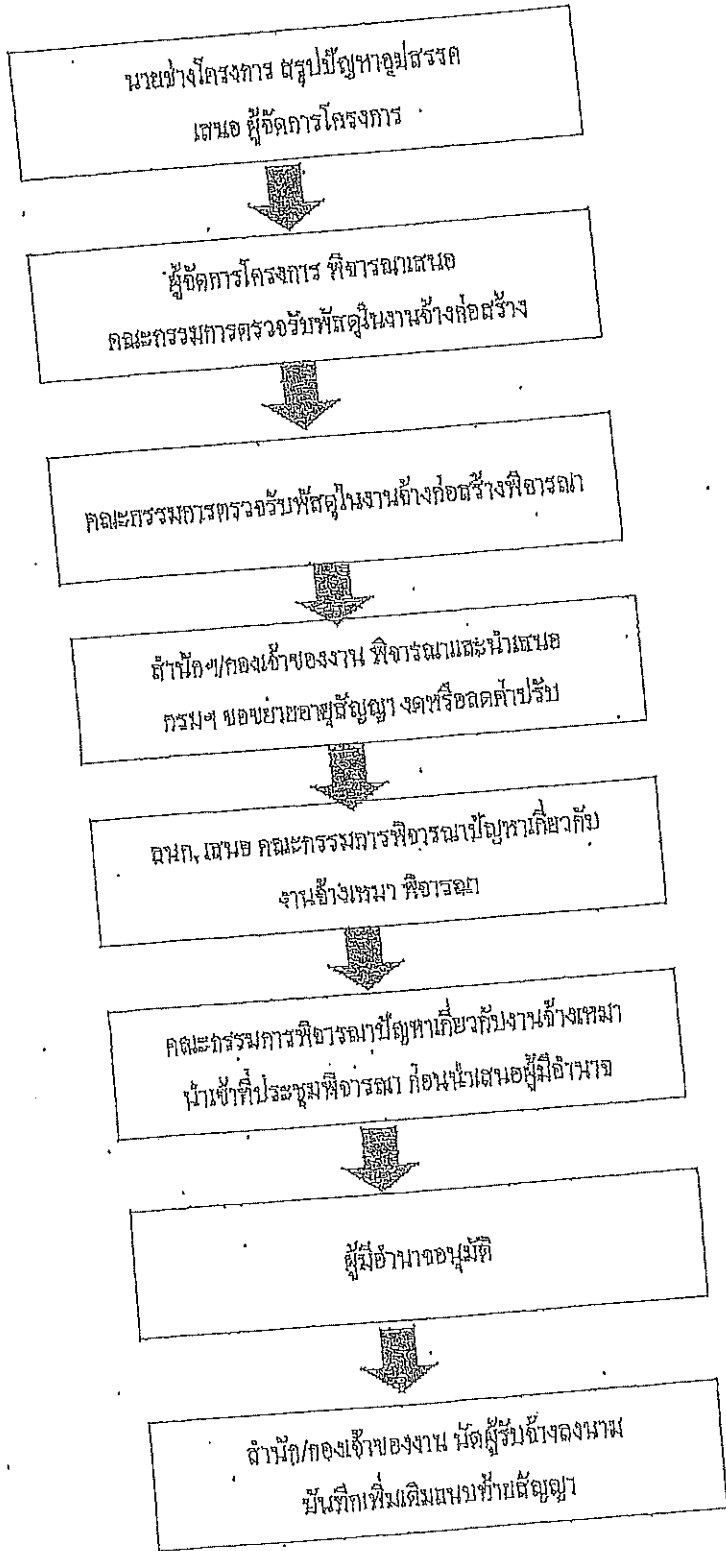 นายช่างโครงการ สรุปปัญหาอุปสรรค
เสนอ ผู้จัดการโครงการ
ผู้จัดการโครงการ พิจารณาเสนอ
คณะกรรมการตรวจรับพัสดุในงานจ้างก่อสร้าง
คณะกรรมการตรวจรับพัสดุในงานจ้างก่อสร้างพิจารณา
สำนักฯ/กองเจ้าของงาน พิจารณาและนำเสนอ
กรมฯ ขอขยายอายุสัญญา งดหรือลดค่าปรับ
เสนอ คณะกรรมการพิจารณาปัญหาเกี่ยวกับ
งานจ้างเหมา พิจารณา
คณะกรรมการพิจารณาปัญหาเกี่ยวกับงานจ้างเหมา
นำเข้าที่ประชุมพิจารณา ก่อนนำเสนอผู้มีอำนาจ
ผู้มีอำนาจอนุมัติ
สำนัก/กองเจ้าของงาน นัดผู้รับจ้างลงนาม
บันทึกเพิ่มเติมแนบท้ายสัญญา